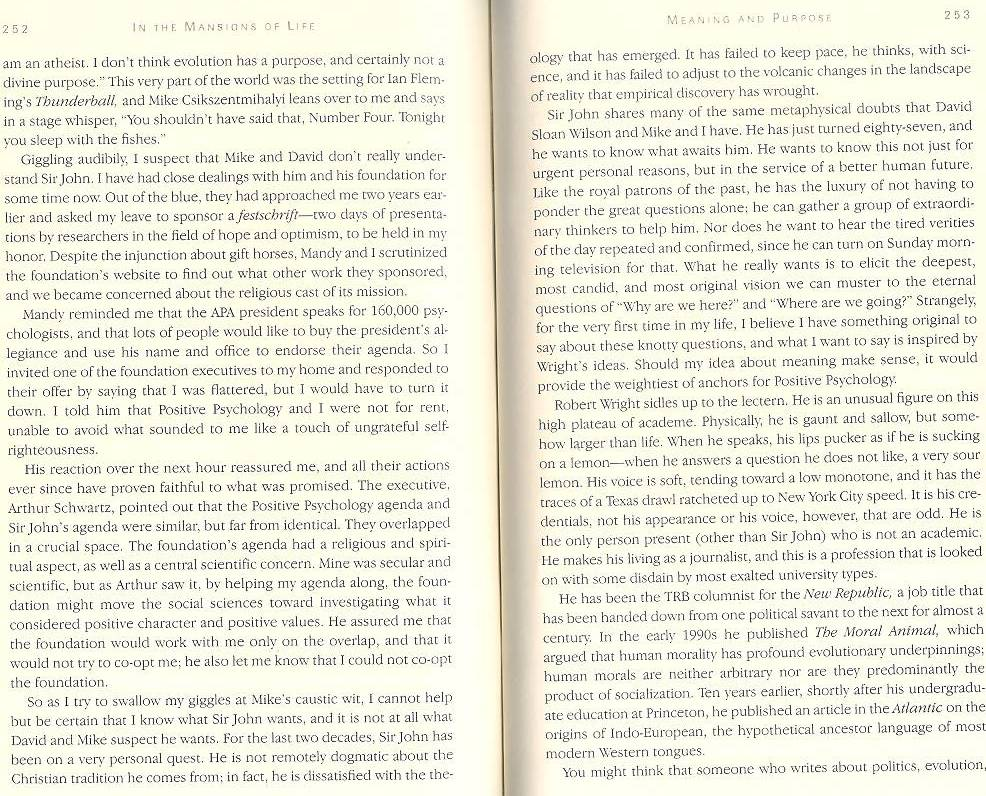 252
IN THE MANSIONS OF LIFE
am an atheist. I don't think evolution has a purpose, and certainly not a
divine purpose." This very part of the world was the setting for Ian Flem-
ing's Thunderball, and Mike Csikszentmihalyi leans over to me and says
in a stage whisper, "You shouldn't have said that, Number Four. Tonight
you sleep with the fishes."
Giggling audibily, I suspect that Mike and David don't really under-
stand Sir John. I have had close dealings with him and his foundation for
some time now. Out of the blue, they had approached me two years ear-
lier and asked my leave to sponsor a festschrift—two days of presenta-
tions by researchers in the field of hope and optimism, to be held in my
honor. Despite the injunction about gift horses, Mandy and I scrutinized
the foundation's website to find out what other work they sponsored,
and we became concerned about the religious cast of its mission.
Mandy reminded me that the APA president speaks for 160,000 psy-
chologists, and that lots of people would like to buy the president's al-
legiance and use his name and office to endorse their agenda. So I
invited one of the foundation executives to my home and responded to
their offer by saying that I was flattered, but I would have to turn it
down. I told him that Positive Psychology and I were not for rent,
unable to avoid what sounded to me like a touch of ungrateful self-
righteousness.
His reaction over the next hour reassured me, and all their actions
ever since have proven faithful to what was promised. The executive,
Arthur Schwartz, pointed out that the Positive Psychology agenda and
Sir John's agenda were similar, but far from identical. They overlapped
in a crucial space. The foundation's agenda had a religious and spiri-
tual aspect, as well as a central scientific concern. Mine was secular and
scientific, but as Arthur saw it, by helping my agenda along, the foun-
dation might move the social sciences toward investigating what it
considered positive character and positive values. He assured me that
the foundation would work with me only on the overlap, and that it
would not try to co-opt me; he also let me know that I could not co-opt
the foundation.
So as I try to swallow my giggles at Mike's caustic wit, I cannot help
but be certain that I know what Sir John wants, and it is not at all what
David and Mike suspect he wants. For the last two decades, Sir John has
been on a very personal quest. He is not remotely dogmatic about the
Christian tradition he comes from; in fact, he is dissatisfied with the the-
MEANING AND PURPOSE
253
ology that has emerged. It has failed to keep pace, he thinks, with sci-
ence, and it has failed to adjust to the volcanic changes in the landscape
of reality that empirical discovery has wrought.
Sir John shares many of the same metaphysical doubts that David
Sloan Wilson and Mike and I have. He has just turned eighty-seven, and
he wants to know what awaits him. He wants to know this not just for
urgent personal reasons, but in the service of a better human future.
Like the royal patrons of the past, he has the luxury of not having to
ponder the great questions alone; he can gather a group of extraordi-
nary thinkers to help him. Nor does he want to hear the tired verities
of the day repeated and confirmed, since he can turn on Sunday morn-
ing television for that. What he really wants is to elicit the deepest,
most candid, and most original vision we can muster to the eternal
questions of "Why are we here?" and "Where are we going?" Strangely,
for the very first time in my life, I believe I have something original to
say about these knotty questions, and what I want to say is inspired by
Wright's ideas. Should my idea about meaning make sense, it would
provide the weightiest of anchors for Positive Psychology.
Robert Wright sidles up to the lectern. He is an unusual figure on this
high plateau of academe. Physically, he is gaunt and sallow, but some-
how larger than life. When he speaks, his lips pucker as if he is sucking
on a lemon—when he answers a question he does not like, a very sour
lemon. His voice is soft, tending toward a low monotone, and it has the
traces of a Texas drawl ratcheted up to New York City speed. It is his cre-
dentials, not his appearance or his voice, however, that are odd. He is
the only person present (other than Sir John) who is not an academic.
He makes his living as a journalist, and this is a profession that is looked
on with some disdain by most exalted university types.
He has been the TRB columnist for the New Republic, a job title that
has been handed down from one political savant to the next for almost a
century. In the early 1990s he published The Moral Animal, which
argued that human morality has profound evolutionary underpinnings;
human morals are neither arbitrary nor are they predominantly the
product of socialization. Ten years earlier, shortly after his undergradu-
ate education at Princeton, he published an article in the Atlantic on the
origins of Indo-European, the hypothetical ancestor language of most
modern Western tongues.
You might think that someone who writes about politics, evolution,